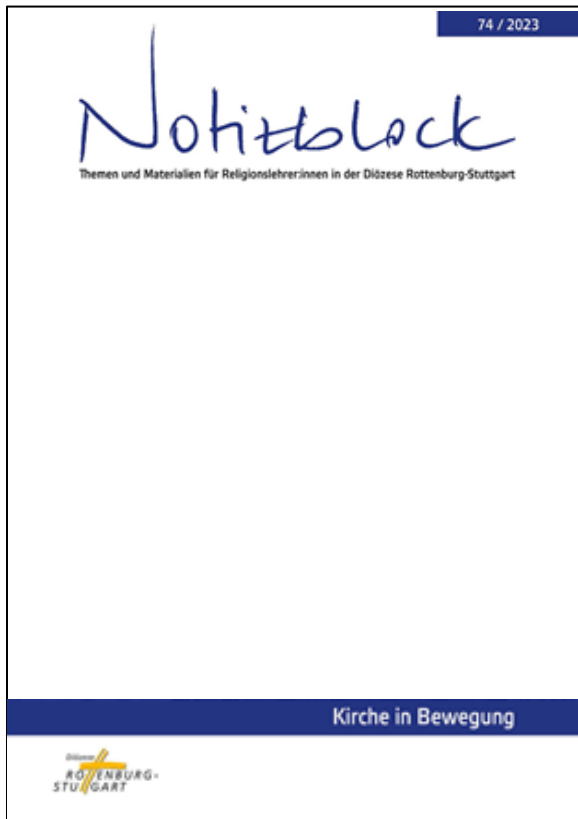 74 / 2023
Notizblock
Themen und Materialien für Religionslehrer:innen in der Diözese Rottenburg-Stuttgart
Kirche in Bewegung
Diözese
ROTTENBURG-
STUTTGART